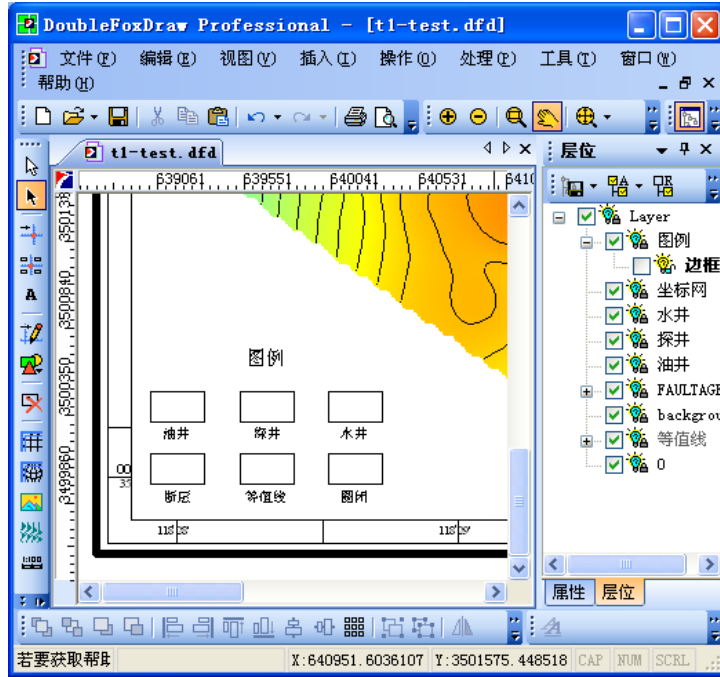 DoubleFoxDraw Professional - [t1-test.dfd]
文件(F) 编辑(E) 视图(V) 插入(I) 操作(O) 处理(P) 工具(T) 窗口(W)
帮助(H)
t1-test.dfd
层位
639061 639551 640041 640531 6410
350138
3500840
3500350
3499860
图例
油井 探井 水井
断层 等值线 圈闭
Layer
图例
边框
坐标网
水井
探井
油井
FAULTAGE
backgrou
等值线
0
属性 层位
A
1:100
若要获取帮助 X:640951.6036107 Y:3501575.448518 CAP NUM SCRL